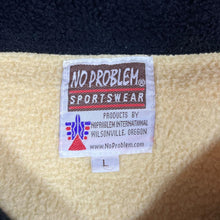 NO PROBLEM®
SPORTSWEAR
PRODUCTS BY
NOPROBLEM INTERNATIONAL
WILSONVILLE, OREGON
www.NoProblem.com
L